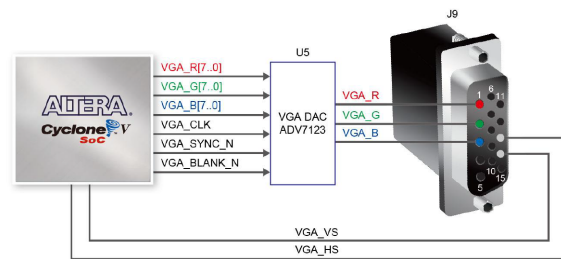 J9
U5
VGA_R[7..0]
VGA_G[7..0]
VGA_B[7..0]
VGA_CLK
VGA_SYNC_N
VGA_BLANK_N
ALTERA
Cyclone V
SoC
VGA DAC
ADV7123
VGA_R
VGA_G
VGA_B
1
6
11
5
10
15
VGA_VS
VGA_HS